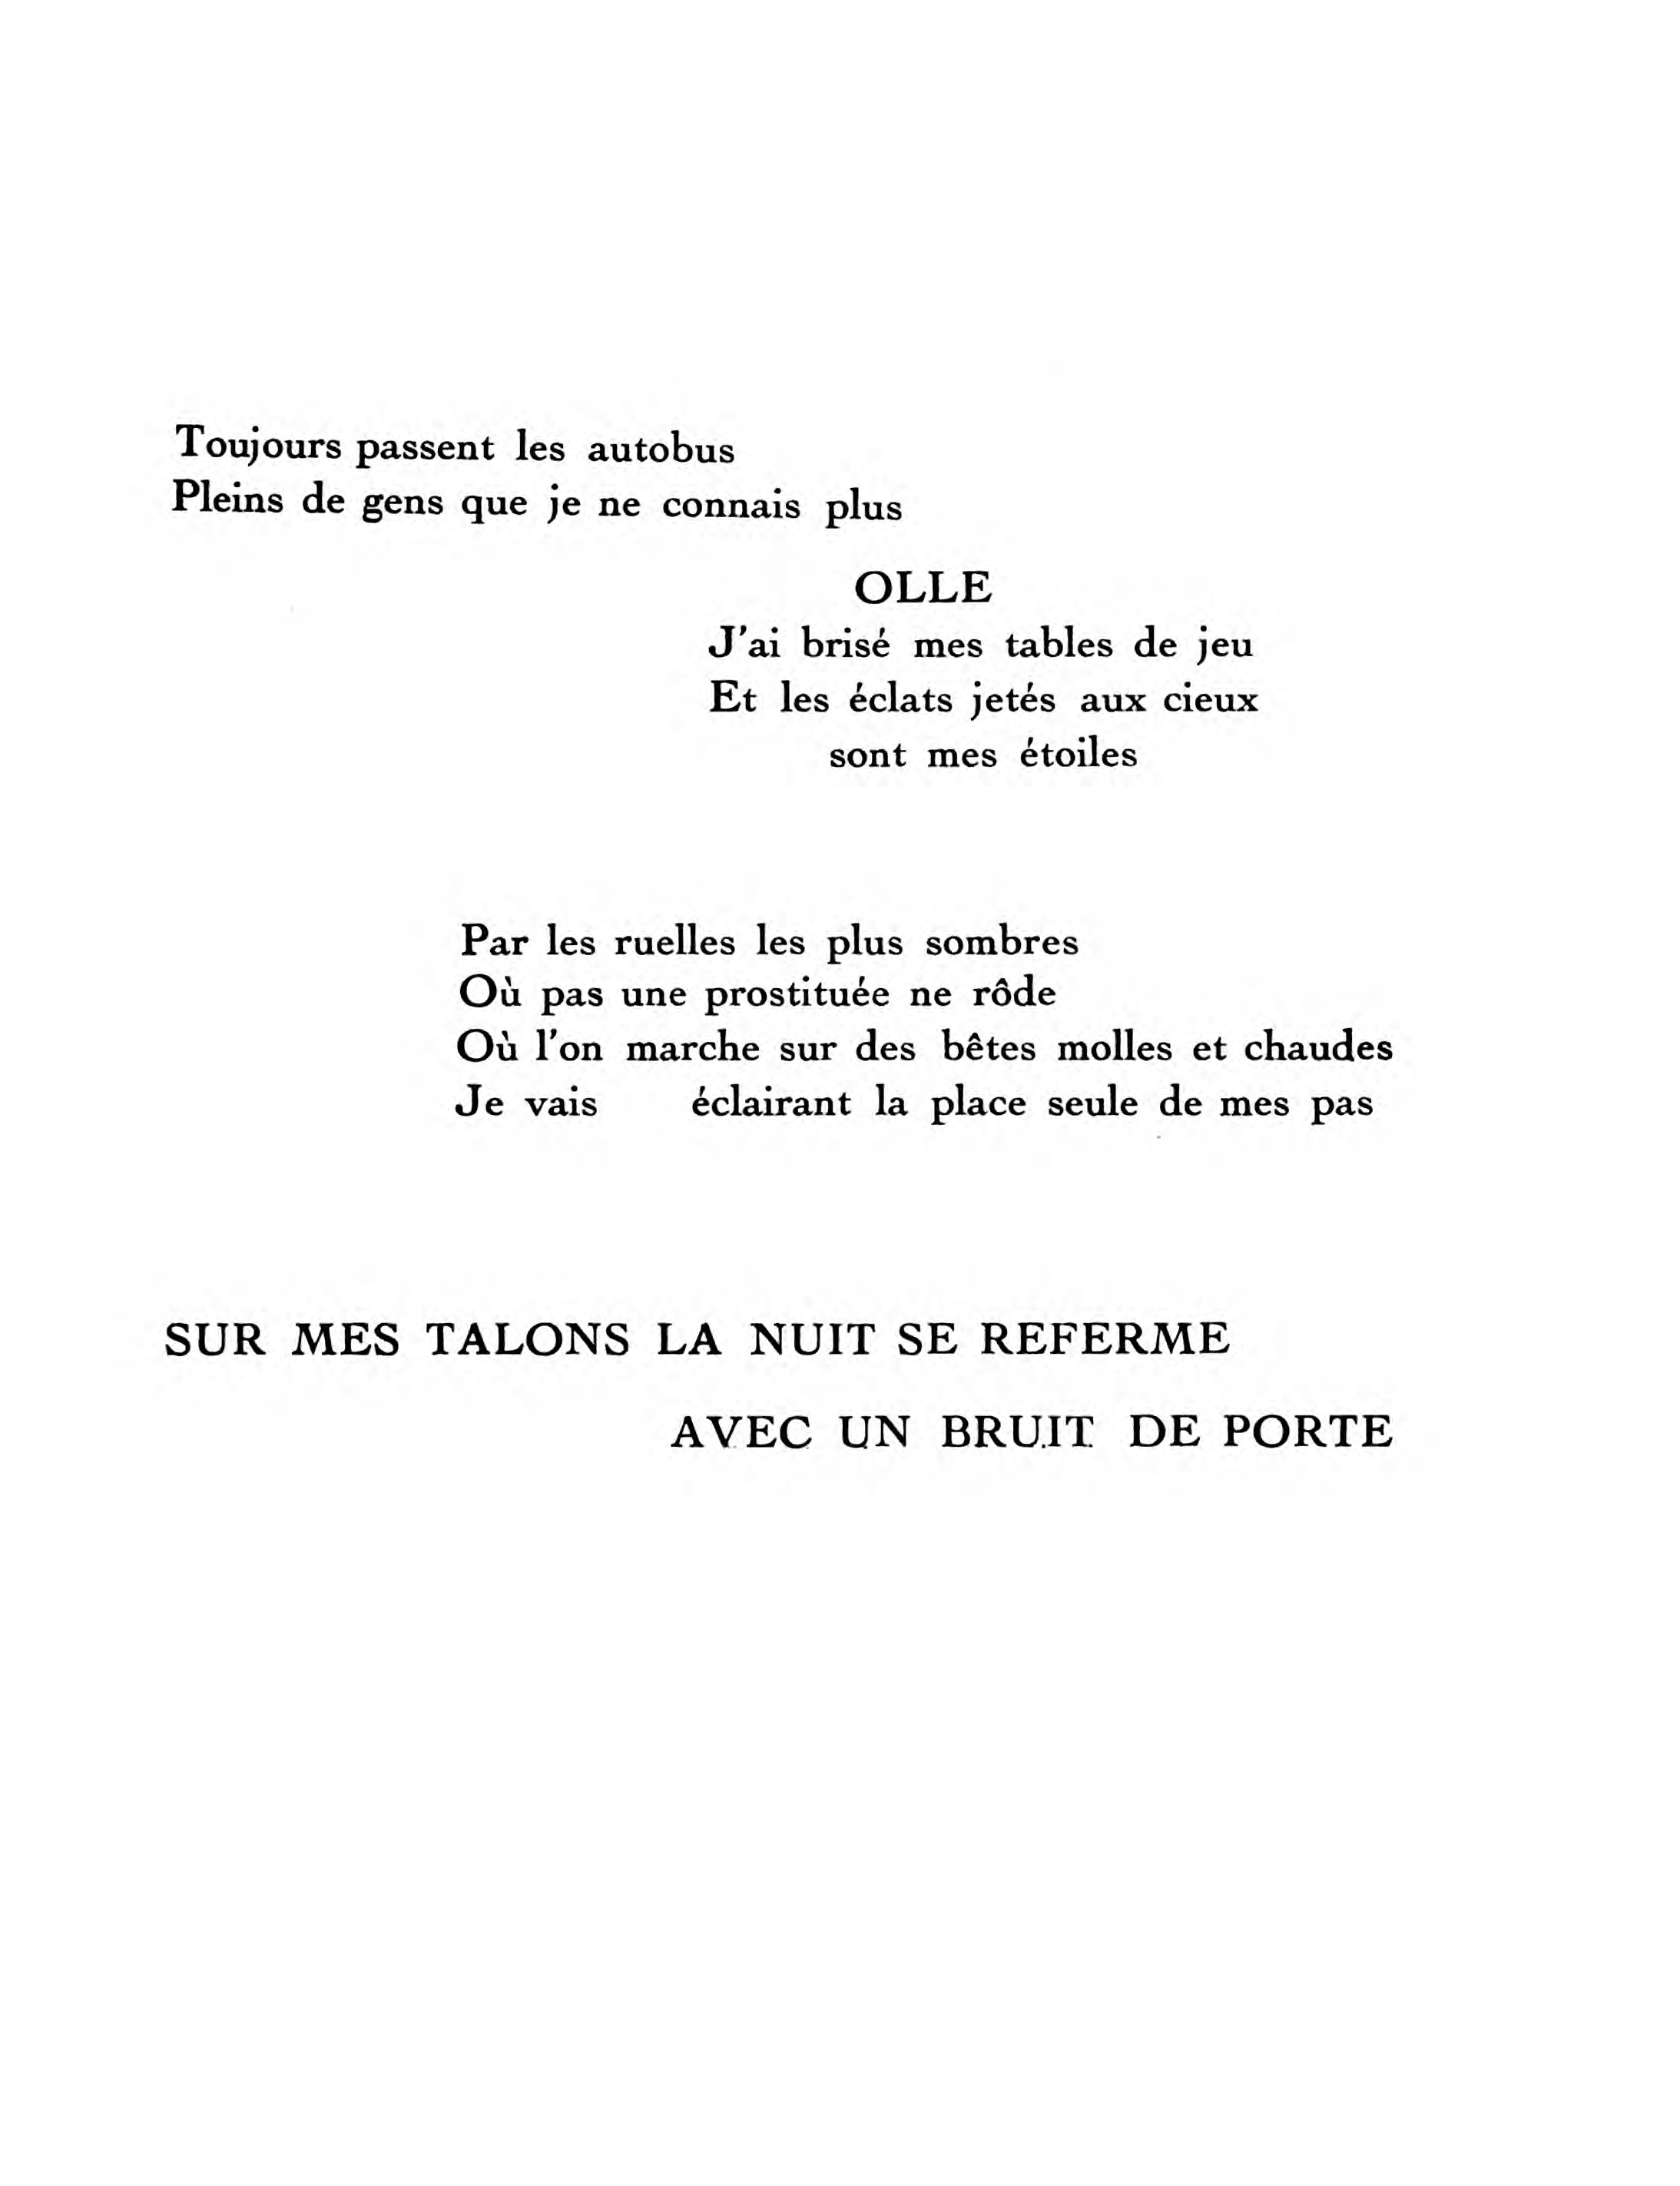 Toujours passent les autobus
Pleins de gens que je ne connais plus
OLLE
J'ai brisé mes tables de jeu
Et les éclats jetés aux cieux
sont mes étoiles
Par les ruelles les plus sombres
Où pas une prostituée ne rôde
Où l'on marche sur des bêtes molles et chaudes
Je vais éclairant la place seule de mes pas
SUR MES TALONS LA NUIT SE REFERME
AVEC UN BRUIT DE PORTE